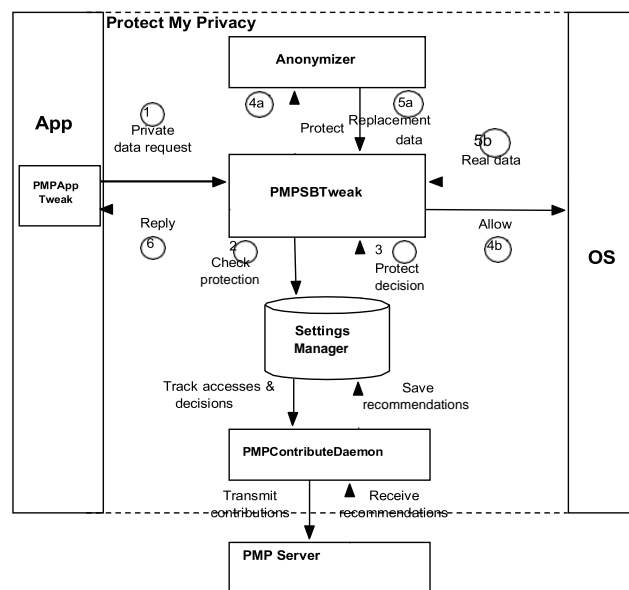 Protect My Privacy
Anonymizer
4a
5a
1
App
Protect
Replacement
data
Private
data request
5b
Real data
PMPApp
Tweak
PMPSBTweak
Reply
6
Allow
4b
2
Check
protection
3
Protect
decision
OS
Settings
Manager
Track accesses &
decisions
Save
recommendations
PMPContributeDaemon
Transmit
contributions
Receive
recommendations
PMP Server